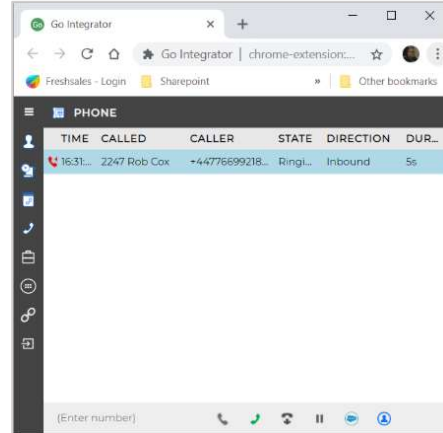 Go Integrator
Go Integrator | chrome-extension:...
Freshsales - Login Sharepoint » Other bookmarks
PHONE
TIME CALLED CALLER STATE DIRECTION DUR...
16:31:... 2247 Rob Cox +44776699218... Ringi... Inbound 5s
(Enter number)